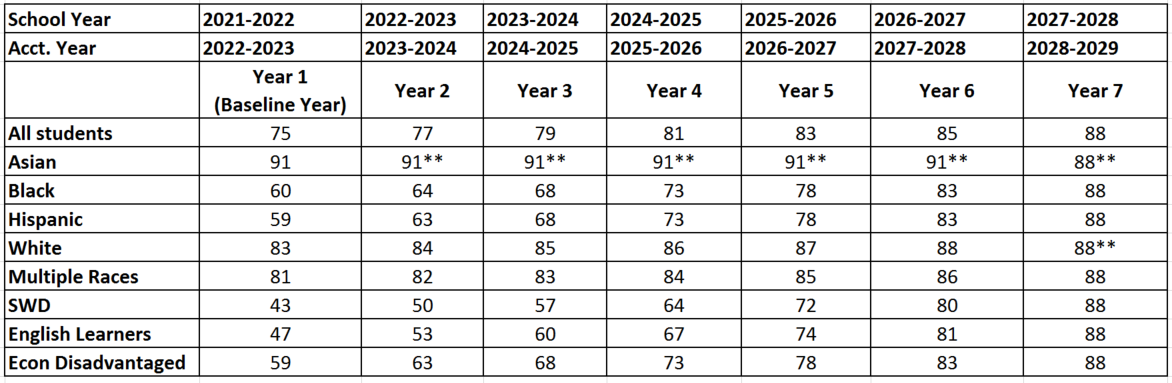 School Year 2021-2022 2022-2023 2023-2024 2024-2025 2025-2026 2026-2027 2027-2028
Acct. Year 2022-2023 2023-2024 2024-2025 2025-2026 2026-2027 2027-2028 2028-2029
Year 1 (Baseline Year) Year 2 Year 3 Year 4 Year 5 Year 6 Year 7
All students 75 77 79 81 83 85 88
Asian 91 91** 91** 91** 91** 91** 88**
Black 60 64 68 73 78 83 88
Hispanic 59 63 68 73 78 83 88
White 83 84 85 86 87 88 88**
Multiple Races 81 82 83 84 85 86 88
SWD 43 50 57 64 72 80 88
English Learners 47 53 60 67 74 81 88
Econ Disadvantaged 59 63 68 73 78 83 88